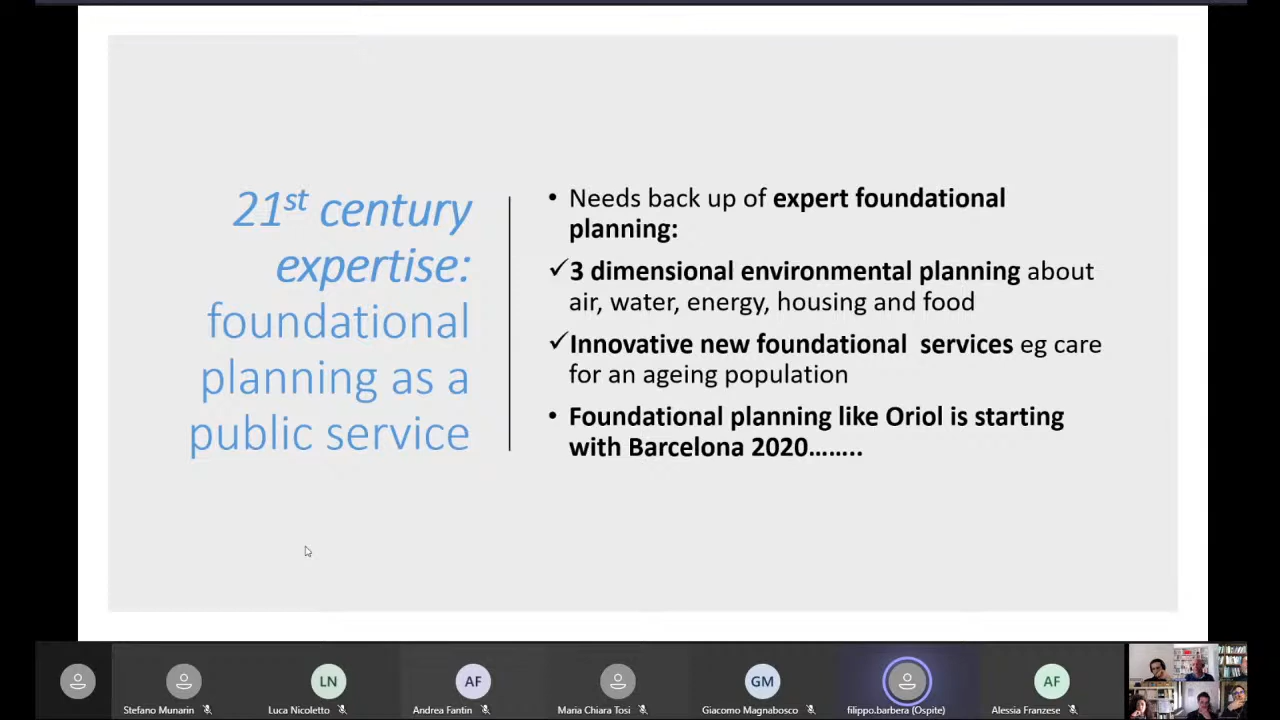 21st century
expertise:
foundational
planning as a
public service
• Needs back up of expert foundational
planning:
✓3 dimensional environmental planning about
air, water, energy, housing and food
✓Innovative new foundational  services eg care
for an ageing population
• Foundational planning like Oriol is starting
with Barcelona 2020……..
LN
AF
GM
AF
Stefano Munarin
Luca Nicoletto
Andrea Fantin
Maria Chiara Tosi
Giacomo Magnabosco
filippo.barbera (Ospite)
Alessia Franzese